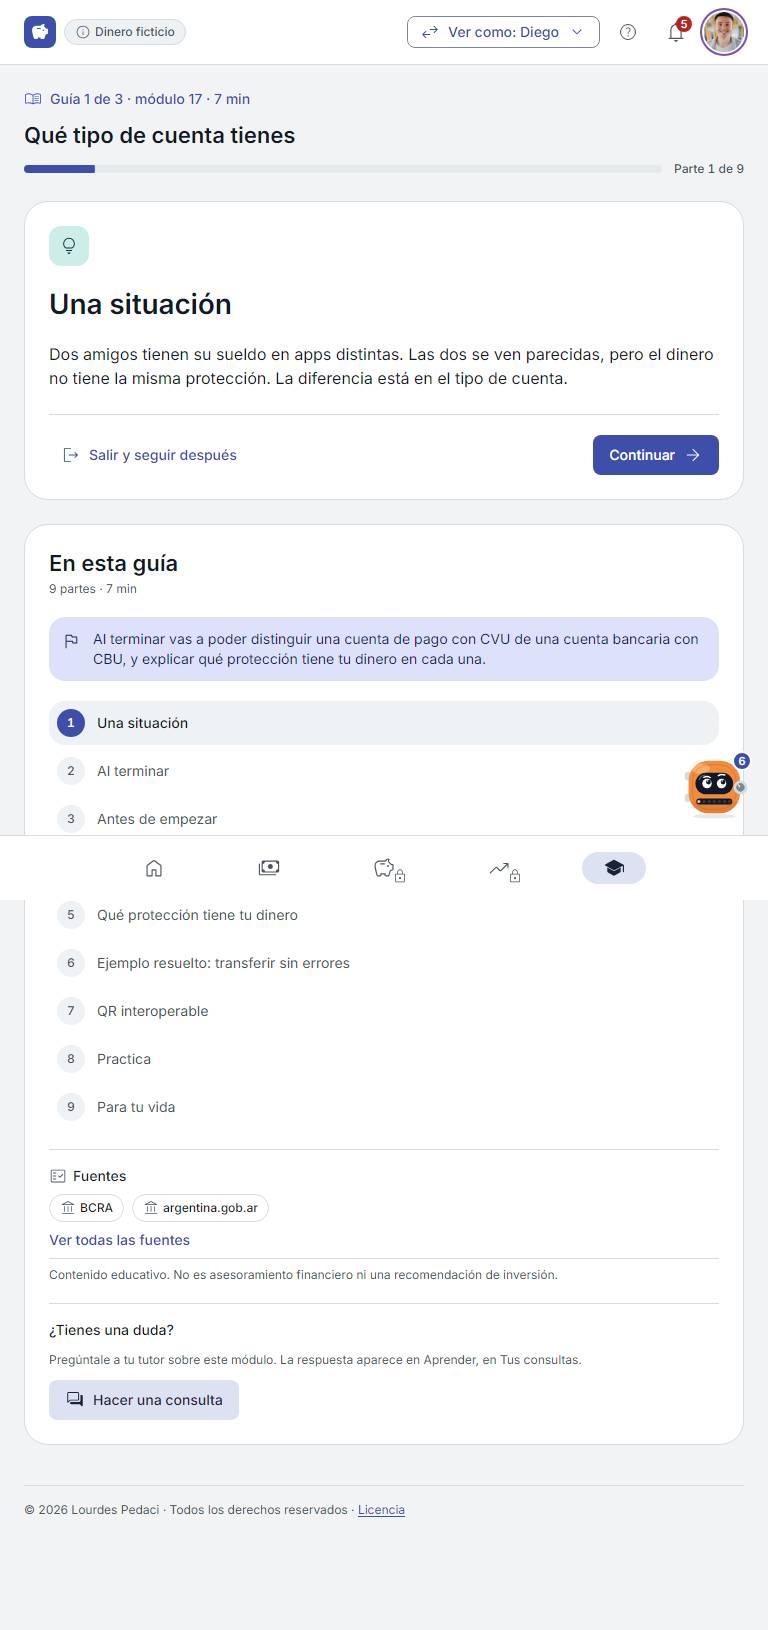 Dinero ficticio
Ver como: Diego
5
Guía 1 de 3 · módulo 17 · 7 min
Qué tipo de cuenta tienes
Parte 1 de 9
Una situación
Dos amigos tienen su sueldo en apps distintas. Las dos se ven parecidas, pero el dinero
no tiene la misma protección. La diferencia está en el tipo de cuenta.
Salir y seguir después
Continuar
En esta guía
9 partes · 7 min
Al terminar vas a poder distinguir una cuenta de pago con CVU de una cuenta bancaria con
CBU, y explicar qué protección tiene tu dinero en cada una.
1 Una situación
2 Al terminar
6
3 Antes de empezar
5 Qué protección tiene tu dinero
6 Ejemplo resuelto: transferir sin errores
7 QR interoperable
8 Practica
9 Para tu vida
Fuentes
BCRA
argentina.gob.ar
Ver todas las fuentes
Contenido educativo. No es asesoramiento financiero ni una recomendación de inversión.
¿Tienes una duda?
Pregúntale a tu tutor sobre este módulo. La respuesta aparece en Aprender, en Tus consultas.
Hacer una consulta
© 2026 Lourdes Pedaci · Todos los derechos reservados · Licencia